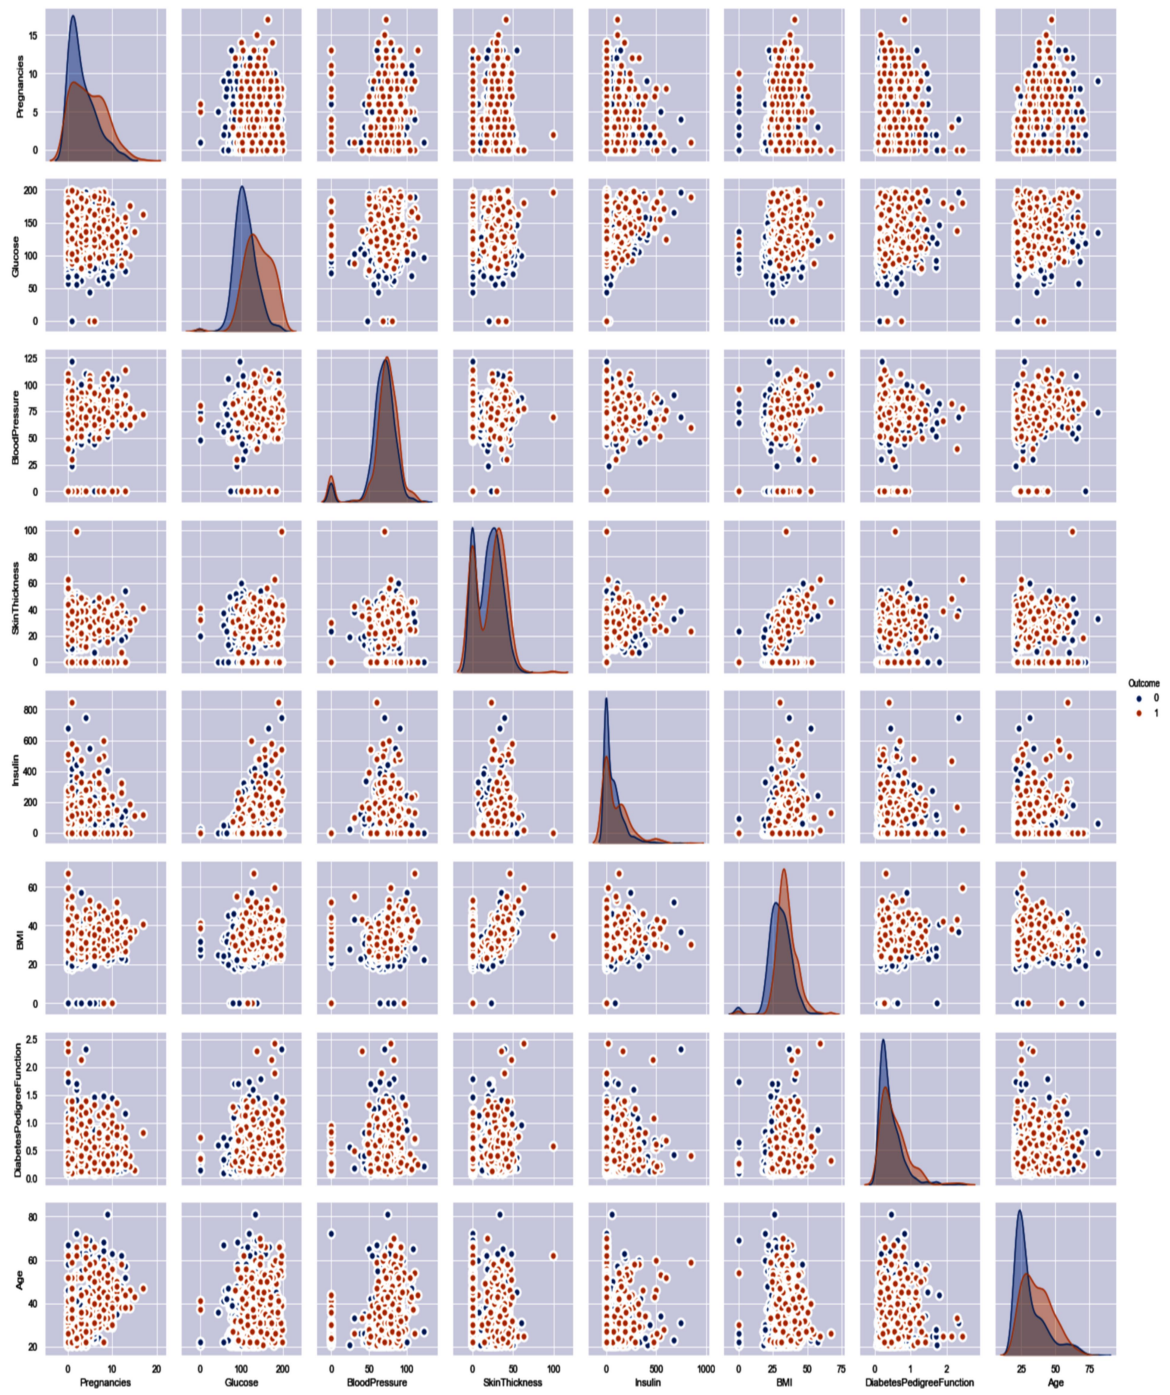 Pregnancies
15
10
5
0
Glucose
200
150
100
50
0
BloodPressure
125
100
75
50
25
0
SkinThickness
100
80
60
40
20
0
Outcome
0
1
Insulin
800
600
400
200
0
BMI
60
40
20
0
DiabetesPedigreeFunction
2.5
2.0
1.5
1.0
0.5
0.0
Age
80
60
40
20
0 10 20
0 100 200
0 50 100
0 50 100
0 500 1000
0 25 50 75
0 1 2
25 50 75
Pregnancies
Glucose
BloodPressure
SkinThickness
Insulin
BMI
DiabetesPedigreeFunction
Age